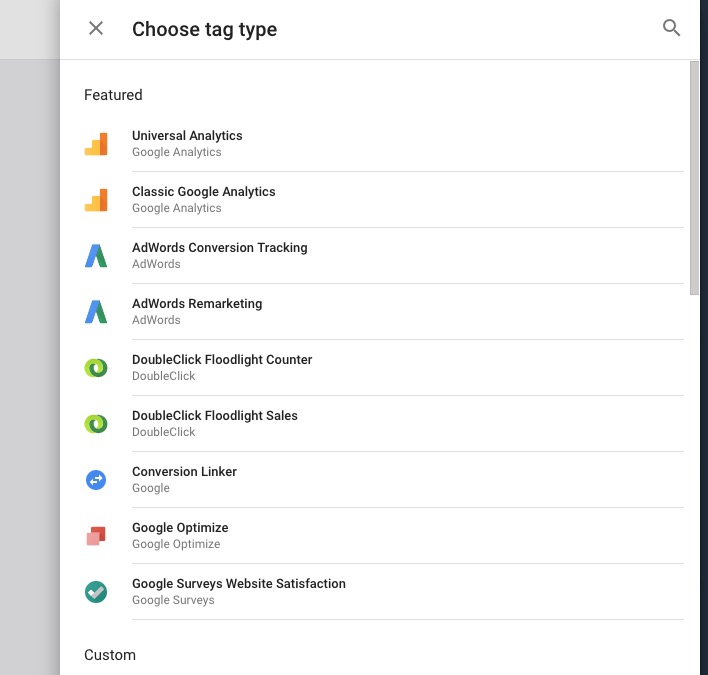 Choose tag type
Featured
Universal Analytics
Google Analytics
Classic Google Analytics
Google Analytics
AdWords Conversion Tracking
AdWords
AdWords Remarketing
AdWords
DoubleClick Floodlight Counter
DoubleClick
DoubleClick Floodlight Sales
DoubleClick
Conversion Linker
Google
Google Optimize
Google Optimize
Google Surveys Website Satisfaction
Google Surveys
Custom